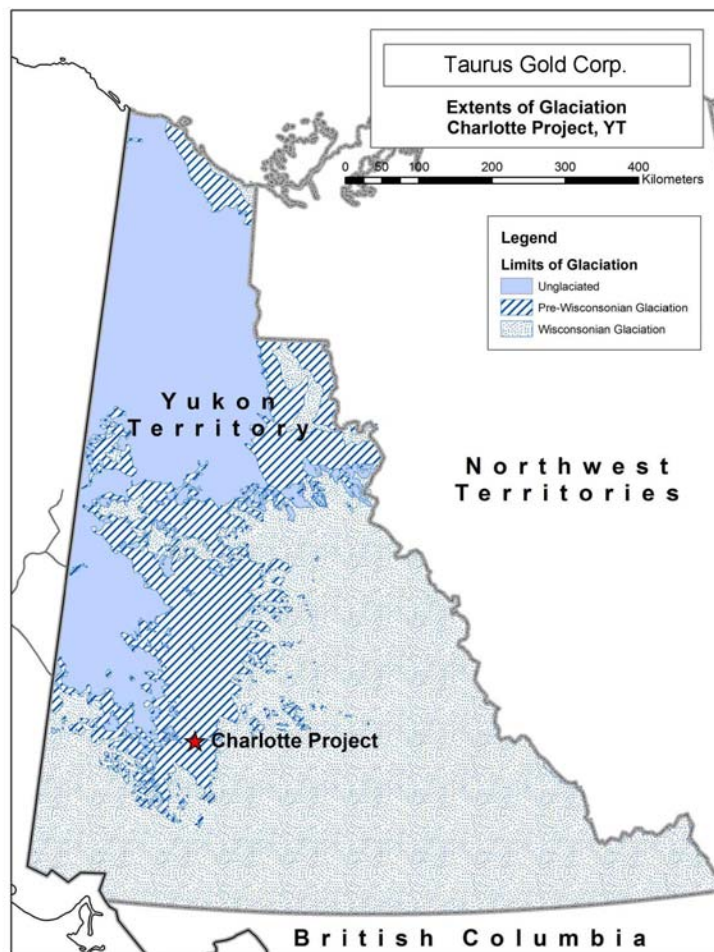 Taurus Gold Corp.
Extents of Glaciation
Charlotte Project, YT
0 50 100 200 300 400
Kilometers
Legend
Limits of Glaciation
Unglaciated
Pre-Wisconsonian Glaciation
Wisconsonian Glaciation
Yukon
Territory
Northwest
Territories
Charlotte Project
British Columbia